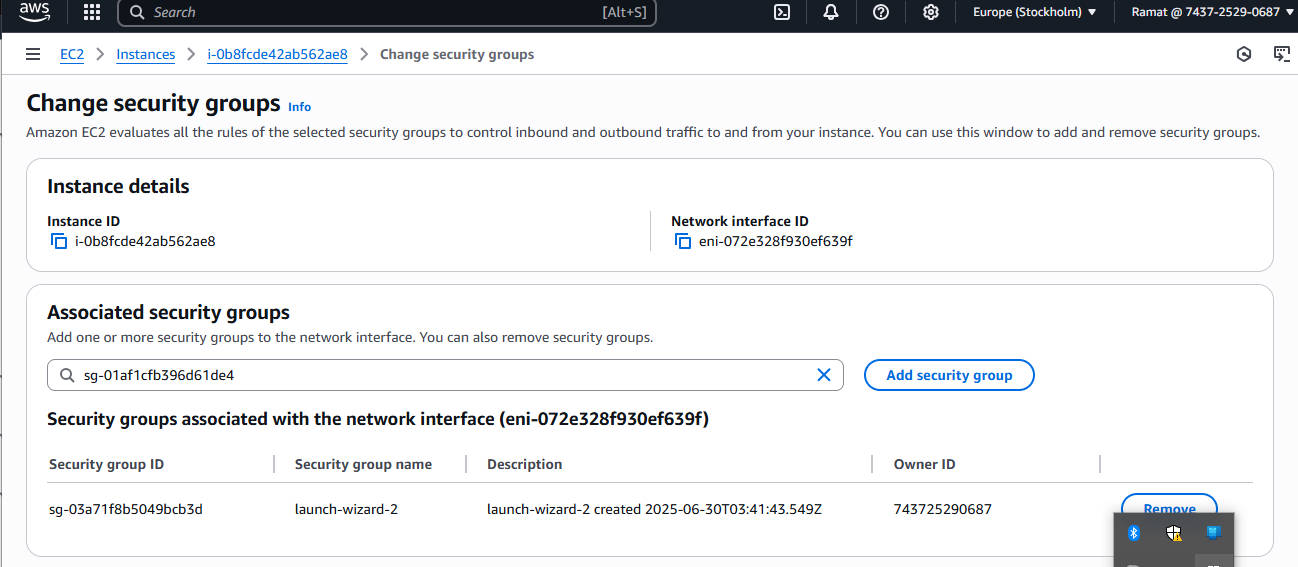 aws
Search [Alt+S] Europe (Stockholm) Ramat @ 7437-2529-0687
EC2 Instances i-0b8fcde42ab562ae8 Change security groups
Change security groups Info
Amazon EC2 evaluates all the rules of the selected security groups to control inbound and outbound traffic to and from your instance. You can use this window to add and remove security groups.
Instance details
Instance ID Network interface ID
i-0b8fcde42ab562ae8 eni-072e328f930ef639f
Associated security groups
Add one or more security groups to the network interface. You can also remove security groups.
sg-01af1cfb396d61de4 Add security group
Security groups associated with the network interface (eni-072e328f930ef639f)
Security group ID Security group name Description Owner ID
sg-03a71f8b5049bcb3d launch-wizard-2 launch-wizard-2 created 2025-06-30T03:41:43.549Z 743725290687 Remove